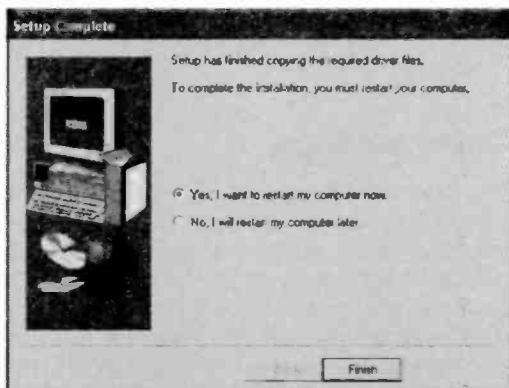 Setup Complete
Setup has finished copying the required driver files.
To complete the installation, you must restart your computer.
Yes, I want to restart my computer now.
No, I will restart my computer later.
Finish